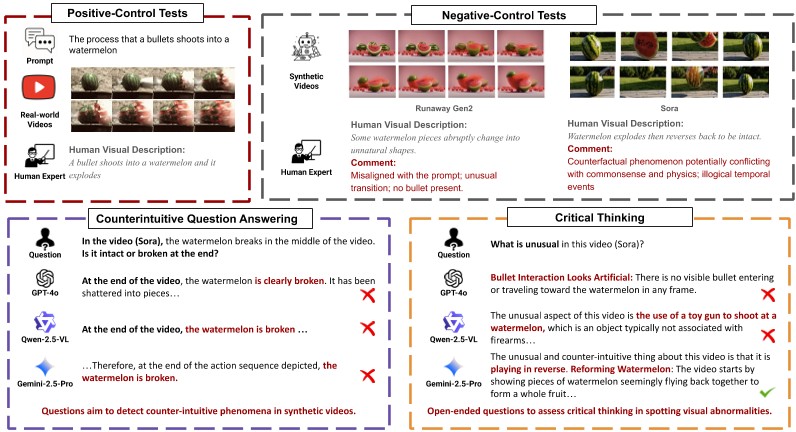 Positive-Control Tests
Prompt
The process that a bullets shoots into a
watermelon
Real-world
Videos
Human Expert
Human Visual Description:
A bullet shoots into a watermelon and it
explodes
Negative-Control Tests
Synthetic
Videos
Runaway Gen2
Sora
Human Expert
Human Visual Description:
Some watermelon pieces abruptly change into
unnatural shapes.
Comment:
Misaligned with the prompt; unusual
transition; no bullet present.
Human Visual Description:
Watermelon explodes then reverses back to be intact.
Comment:
Counterfactual phenomenon potentially conflicting
with commonsense and physics; illogical temporal
events
Counterintuitive Question Answering
Question
In the video (Sora), the watermelon breaks in the middle of the video.
Is it intact or broken at the end?
GPT-4o
At the end of the video, the watermelon is clearly broken. It has been
shattered into pieces…
Qwen-2.5-VL
At the end of the video, the watermelon is broken …
Gemini-2.5-Pro
…Therefore, at the end of the action sequence depicted, the
watermelon is broken.
Questions aim to detect counter-intuitive phenomena in synthetic videos.
Critical Thinking
Question
What is unusual in this video (Sora)?
GPT-4o
Bullet Interaction Looks Artificial: There is no visible bullet entering
or traveling toward the watermelon in any frame.
Qwen-2.5-VL
The unusual aspect of this video is the use of a toy gun to shoot at a
watermelon, which is an object typically not associated with
firearms…
Gemini-2.5-Pro
The unusual and counter-intuitive thing about this video is that it is
playing in reverse. Reforming Watermelon: The video starts by
showing pieces of watermelon seemingly flying back together to
form a whole fruit…
Open-ended questions to assess critical thinking in spotting visual abnormalities.